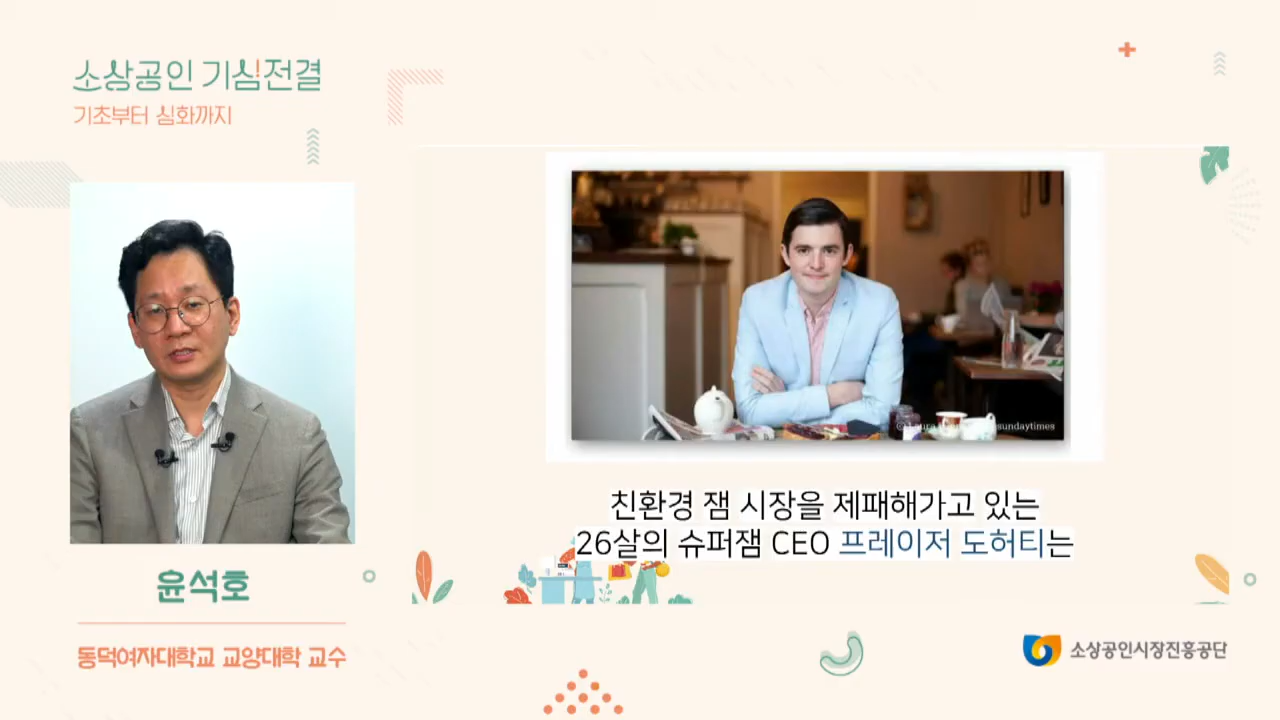 소상공인 기심전결
기초부터 심화까지
윤석호
동덕여자대학교 교양대학 교수
sundaytimes
친환경 잼 시장을 제패해가고 있는
26살의 슈퍼잼 CEO 프레이저 도허티는
소상공인시장진흥공단